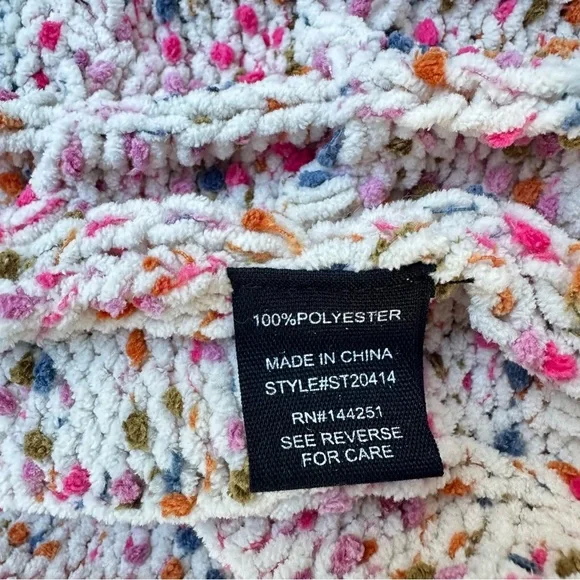 100%POLYESTER
MADE IN CHINA
STYLE#ST20414
RN#144251
SEE REVERSE
FOR CARE